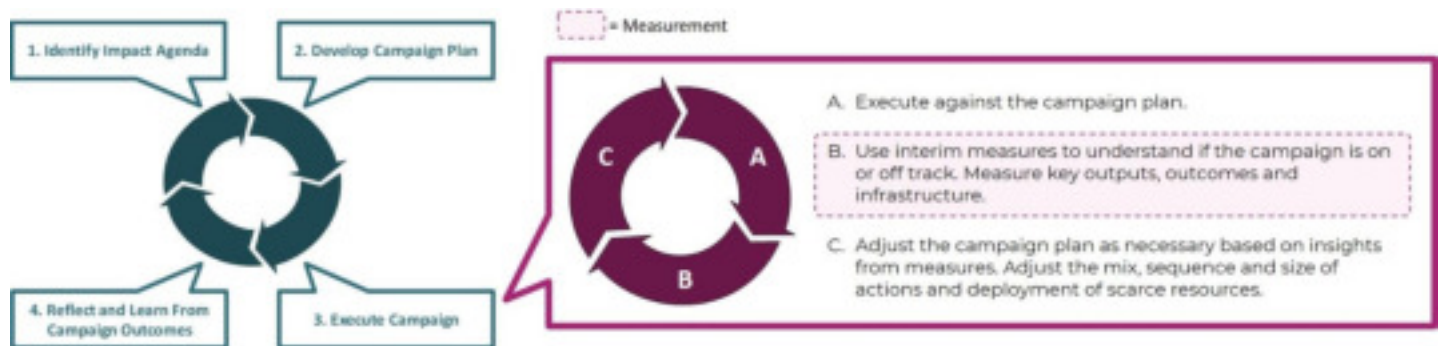 1. Identify Impact Agenda
2. Develop Campaign Plan
4. Reflect and Learn From
Campaign Outcomes
3. Execute Campaign
= Measurement
C
A
B
A. Execute against the campaign plan.
B. Use interim measures to understand if the campaign is on
or off track. Measure key outputs, outcomes and
infrastructure.
C. Adjust the campaign plan as necessary based on insights
from measures. Adjust the mix, sequence and size of
actions and deployment of scarce resources.